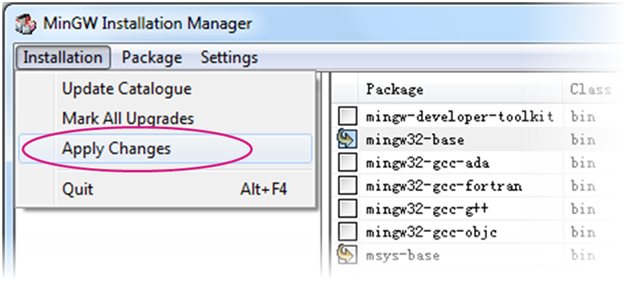 MinGW Installation Manager
Installation Package Settings
Update Catalogue
Mark All Upgrades
Apply Changes
Quit Alt+F4
Package Class
mingw-developer-toolkit bin
mingw32-base bin
mingw32-gcc-ada bin
mingw32-gcc-fortran bin
mingw32-gcc-g++ bin
mingw32-gcc-objc bin
msys-base bin